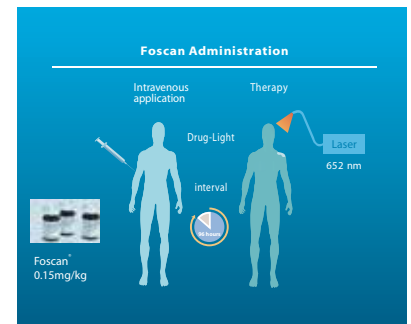 Foscan Administration
Intravenous
application
Therapy
Drug-Light
Laser
652 nm
interval
96 hours
Foscan*
0.15mg/kg